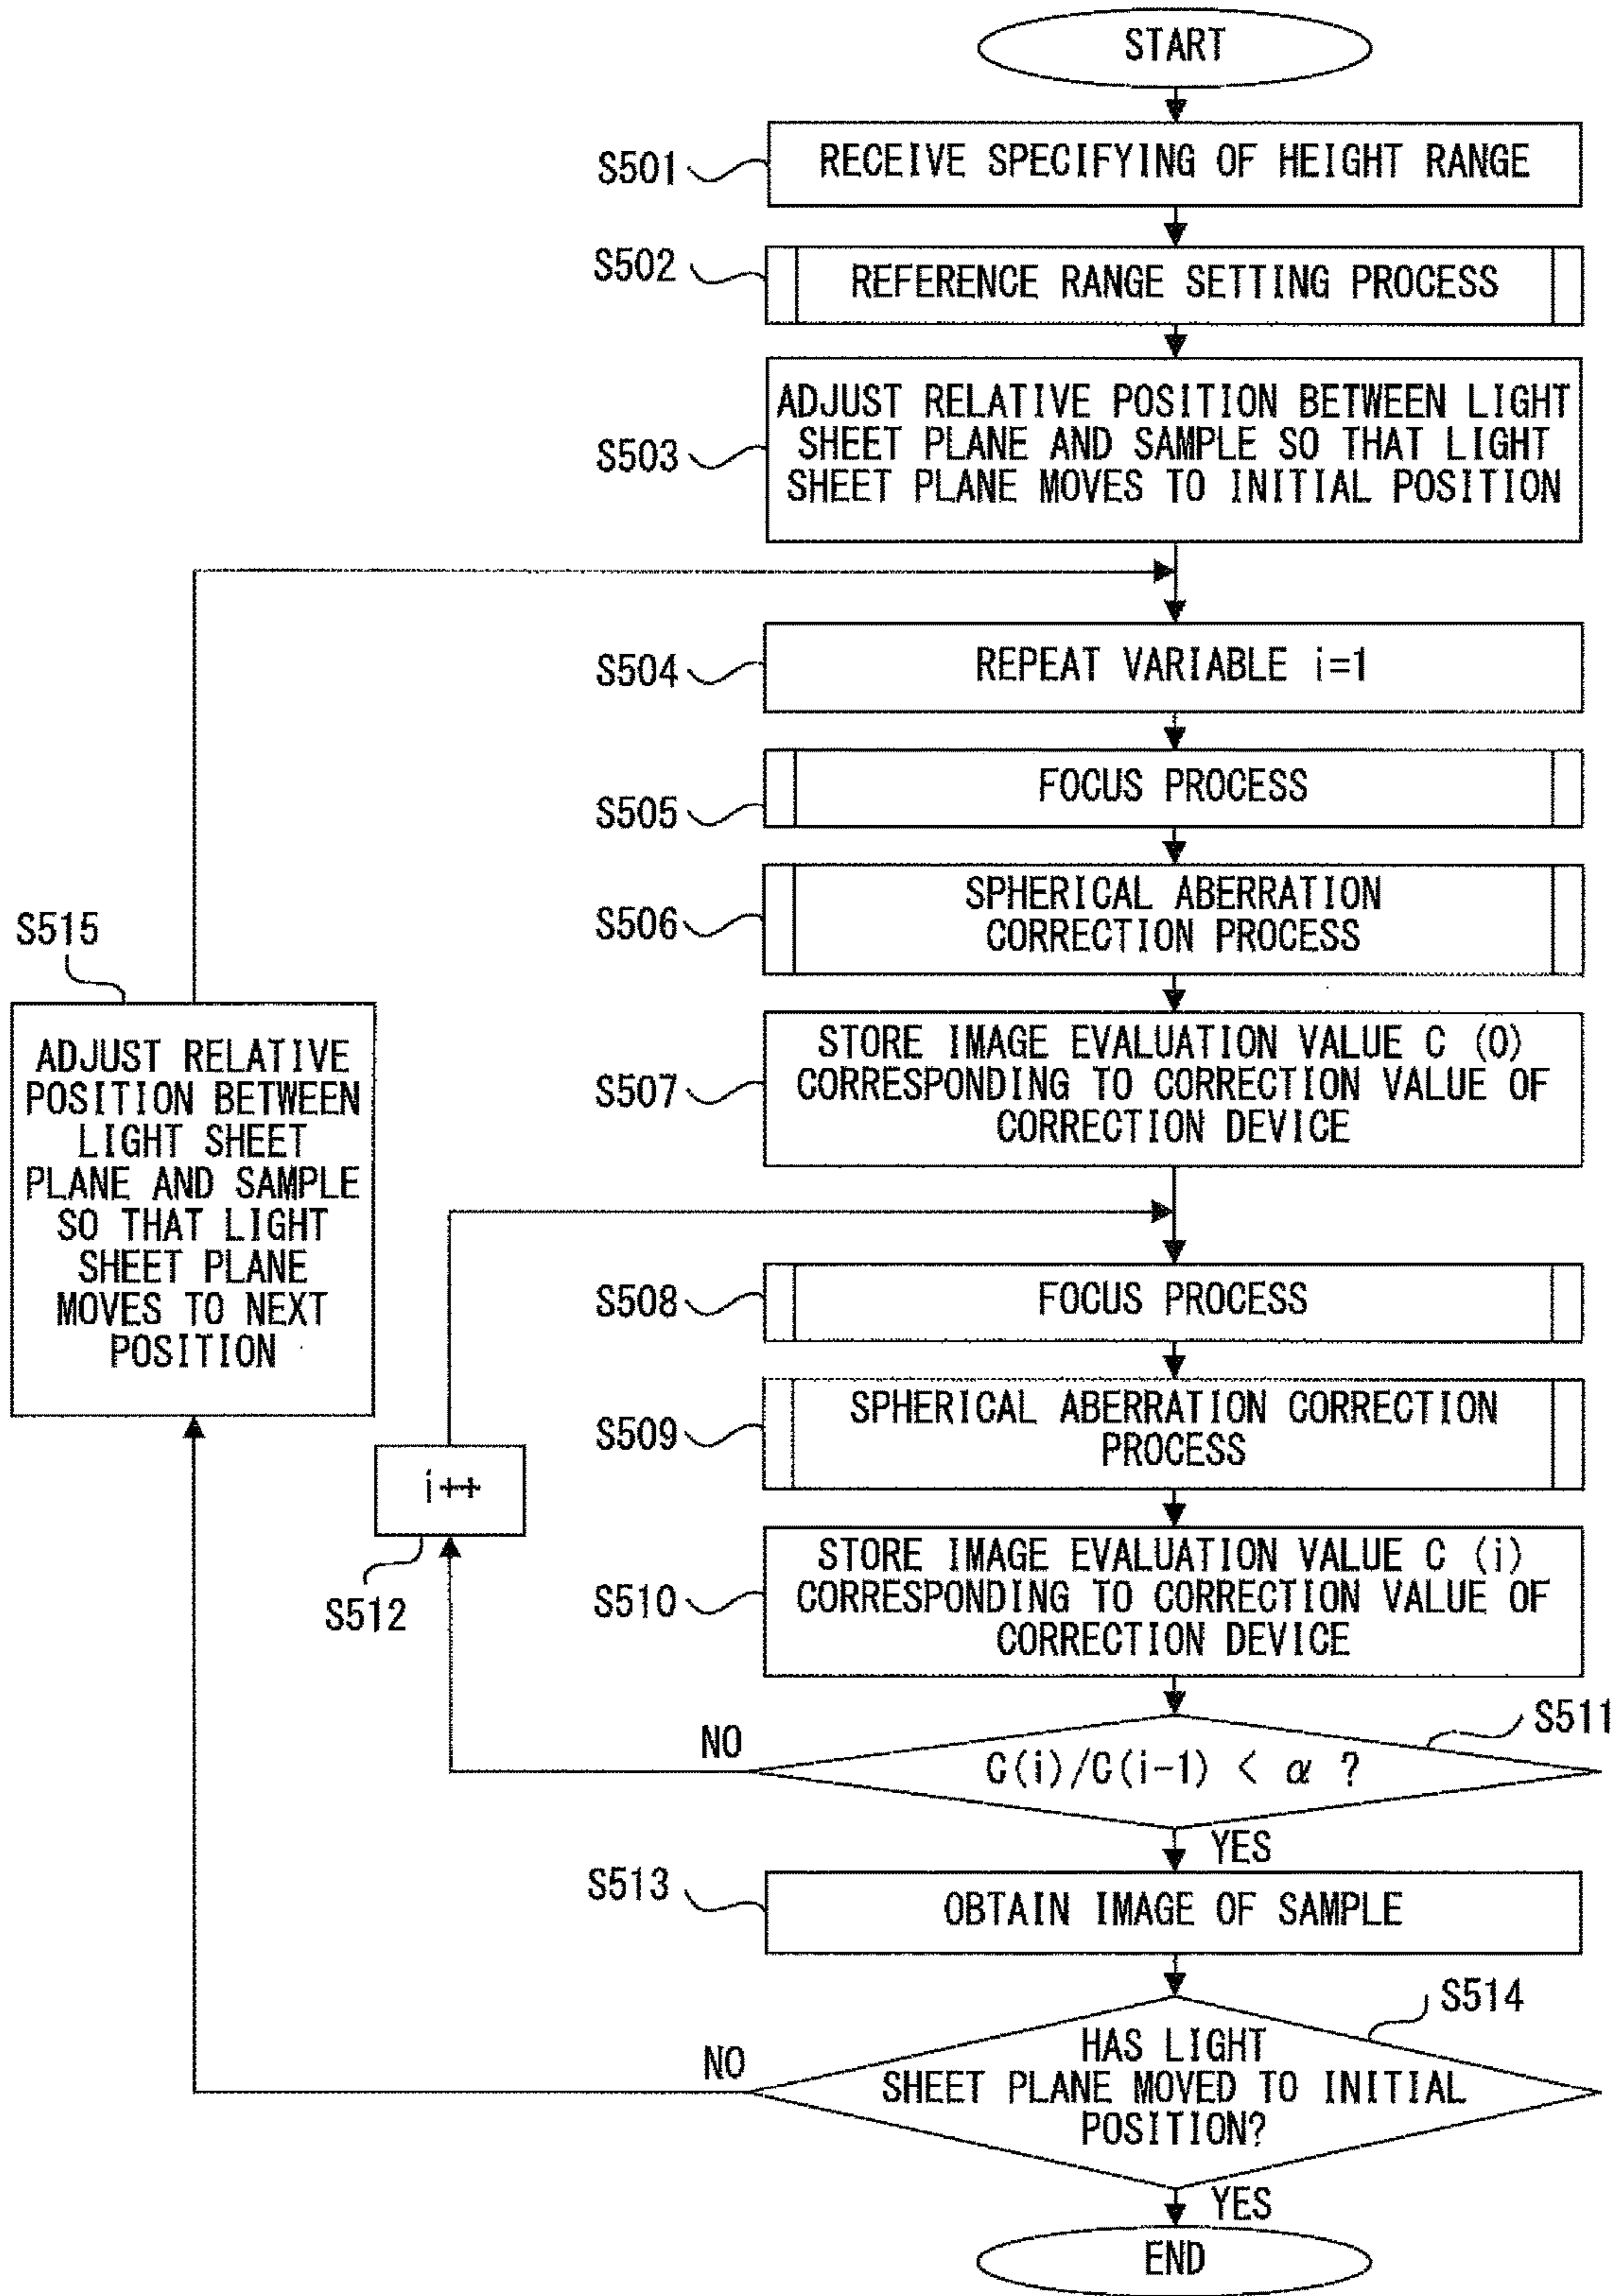 START
S501
RECEIVE SPECIFYING OF HEIGHT RANGE
S502
REFERENCE RANGE SETTING PROCESS
S503
ADJUST RELATIVE POSITION BETWEEN LIGHT
SHEET PLANE AND SAMPLE SO THAT LIGHT
SHEET PLANE MOVES TO INITIAL POSITION
S504
REPEAT VARIABLE i=1
S505
FOCUS PROCESS
S506
SPHERICAL ABERRATION
CORRECTION PROCESS
S507
STORE IMAGE EVALUATION VALUE C (0)
CORRESPONDING TO CORRECTION VALUE OF
CORRECTION DEVICE
S508
FOCUS PROCESS
S509
SPHERICAL ABERRATION CORRECTION
PROCESS
S510
STORE IMAGE EVALUATION VALUE C (i)
CORRESPONDING TO CORRECTION VALUE OF
CORRECTION DEVICE
S511
C(i)/C(i-1) < α ?
NO
YES
S512
i++
S513
OBTAIN IMAGE OF SAMPLE
S514
HAS LIGHT
SHEET PLANE MOVED TO INITIAL
POSITION?
NO
YES
S515
ADJUST RELATIVE
POSITION BETWEEN
LIGHT SHEET
PLANE AND SAMPLE
SO THAT LIGHT
SHEET PLANE
MOVES TO NEXT
POSITION
END